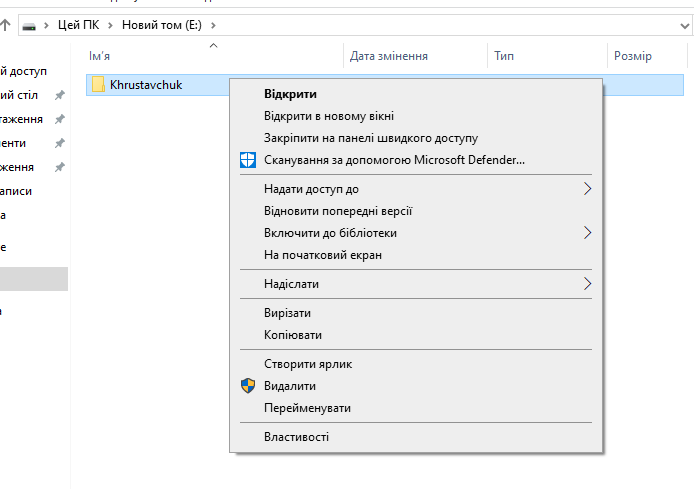 Цей ПК > Новий том (E:) >
Ім'я Дата змінення Тип Розмір
й доступ
ий стіл
таження
енти
ження
аписи
а
е
а
Khrustavchuk
Відкрити
Відкрити в новому вікні
Закріпити на панелі швидкого доступу
Сканування за допомогою Microsoft Defender...
Надати доступ до
Відновити попередні версії
Включити до бібліотеки
На початковий екран
Надіслати
Вирізати
Копіювати
Створити ярлик
Видалити
Перейменувати
Властивості